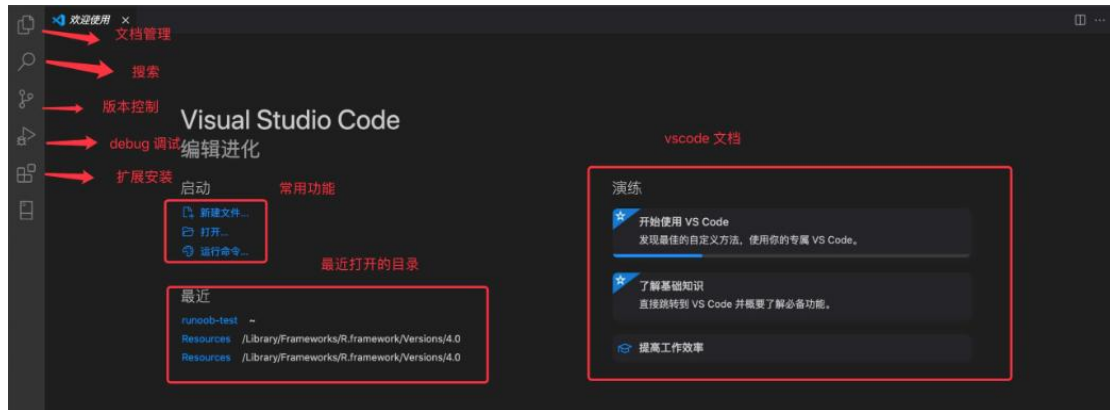 欢迎使用
文档管理
搜索
版本控制
debug 调试
扩展安装
Visual Studio Code
编辑进化
启动
常用功能
新建文件...
打开...
运行命令...
最近打开的目录
最近
runoob-test ~
Resources /Library/Frameworks/R.framework/Versions/4.0
Resources /Library/Frameworks/R.framework/Versions/4.0
vscode 文档
演练
开始使用 VS Code
发现最佳的自定义方法，使用你的专属 VS Code。
了解基础知识
直接跳转到 VS Code 并概要了解必备功能。
提高工作效率